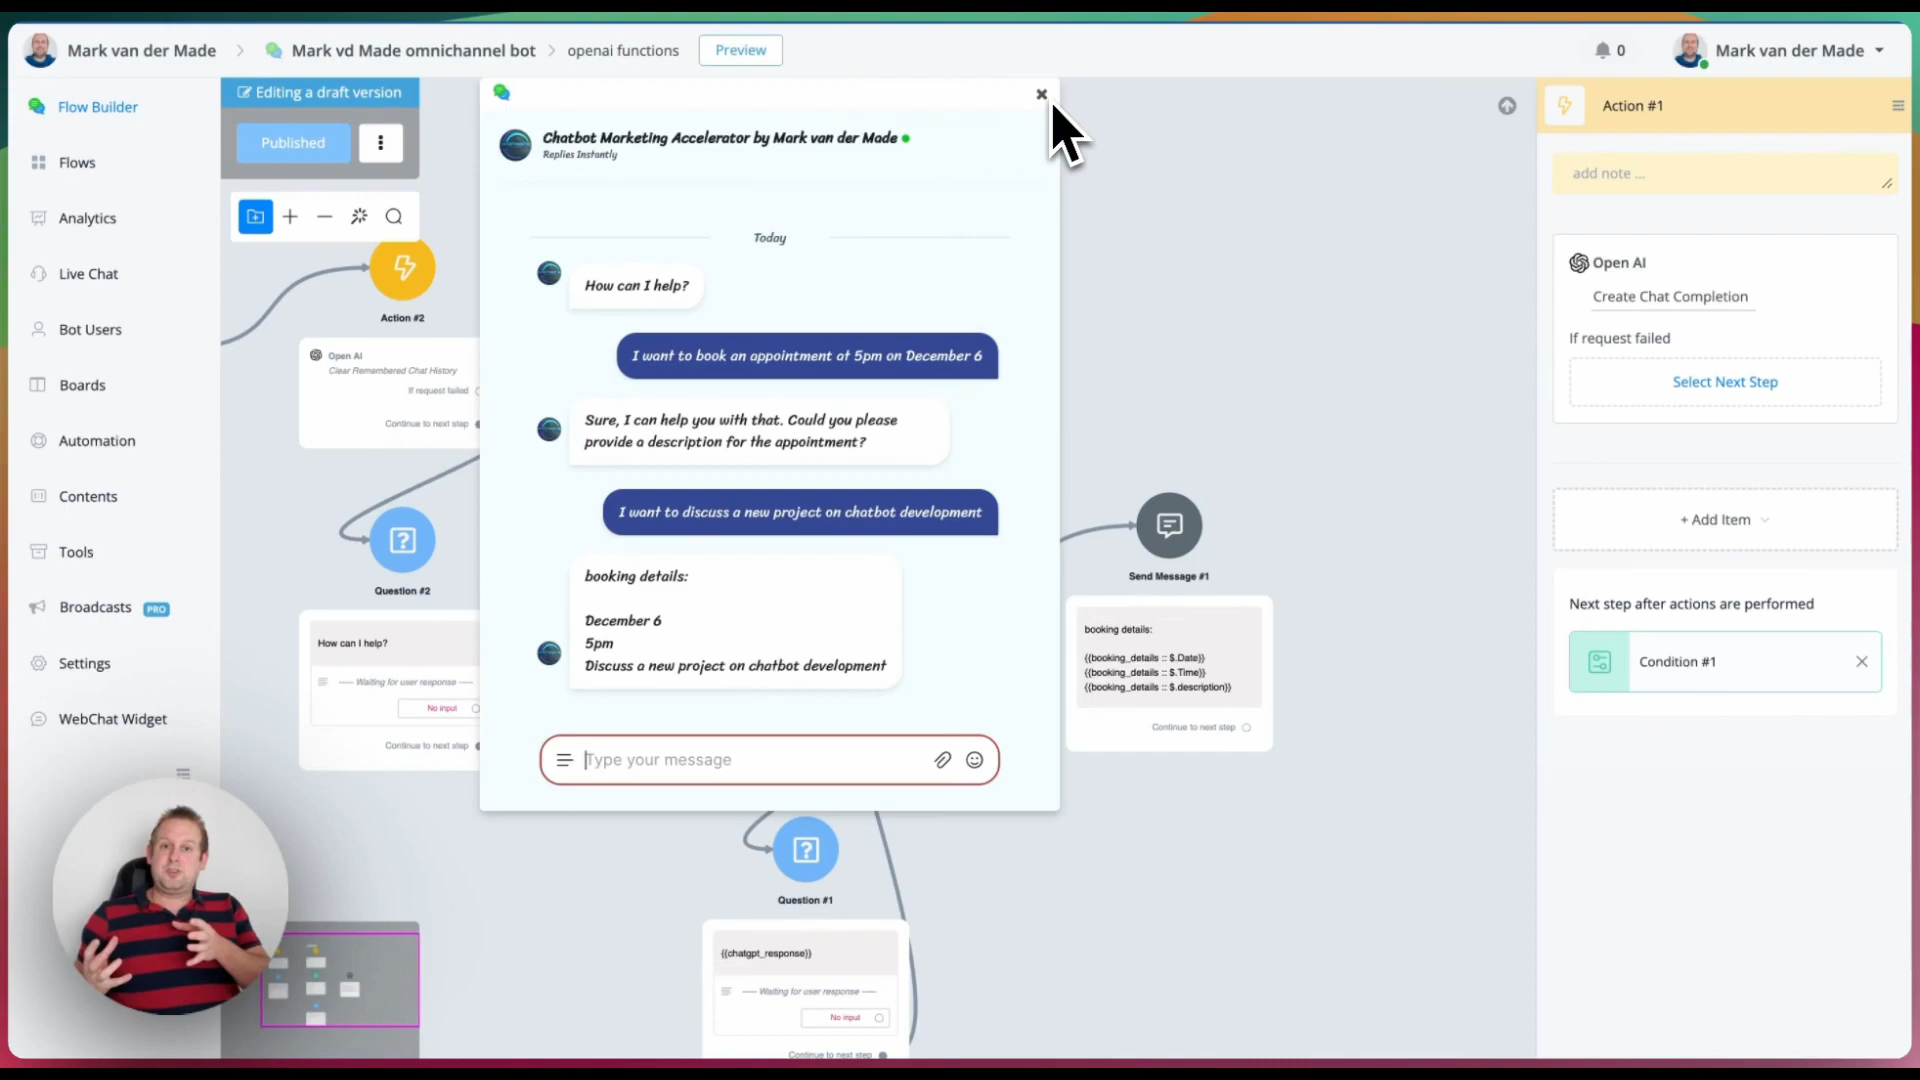 Mark van der Made
Mark vd Made omnichannel bot
openai functions
Preview
0
Mark van der Made
Flow Builder
Flows
Analytics
Live Chat
Bot Users
Boards
Automation
Contents
Tools
Broadcasts PRO
Settings
WebChat Widget
Editing a draft version
Published
Action #2
Open AI
Clear Remembered Chat History
If request failed
Continue to next step
Question #2
How can I help?
----- Waiting for user response -----
No input
Continue to next step
Chatbot Marketing Accelerator by Mark van der Made
Replies Instantly
Today
How can I help?
I want to book an appointment at 5pm on December 6
Sure, I can help you with that. Could you please
provide a description for the appointment?
I want to discuss a new project on chatbot development
booking details:
December 6
5pm
Discuss a new project on chatbot development
Type your message
Question #1
{{chatgpt_response}}
----- Waiting for user response -----
No input
Continue to next step
Send Message #1
booking details:
{{booking_details :: $.Date}}
{{booking_details :: $.Time}}
{{booking_details :: $.description}}
Continue to next step
Action #1
add note ...
Open AI
Create Chat Completion
If request failed
Select Next Step
+ Add Item
Next step after actions are performed
Condition #1